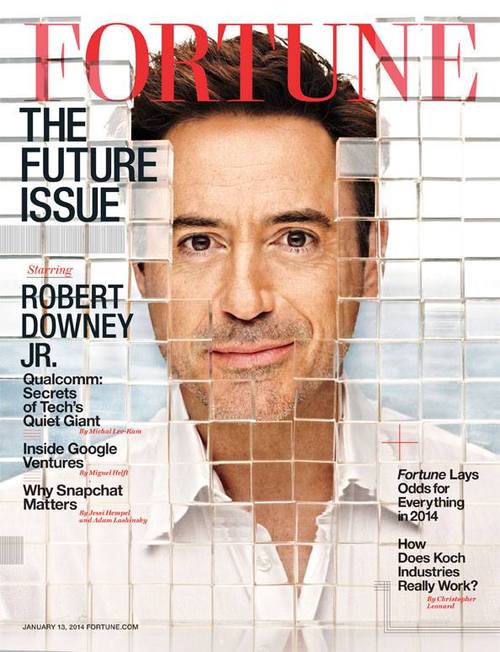 FORTUNE
THE
FUTURE
ISSUE
Starring
ROBERT
DOWNEY
JR.
Qualcomm:
Secrets
of Tech's
Quiet Giant
By Michal Lev-Ram
Inside Google
Ventures
By Miguel Helft
Why Snapchat
Matters
By Jessi Hempel
and Adam Lashinsky
Fortune Lays
Odds for
Everything
in 2014
How
Does Koch
Industries
Really Work?
By Christopher
Leonard
JANUARY 13, 2014 FORTUNE.COM